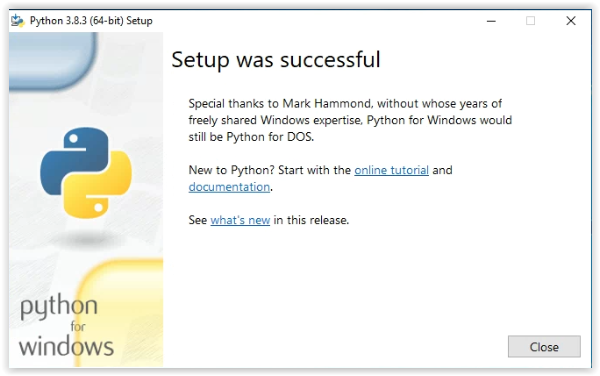 Python 3.8.3 (64-bit) Setup
Setup was successful
Special thanks to Mark Hammond, without whose years of
freely shared Windows expertise, Python for Windows would
still be Python for DOS.
New to Python? Start with the online tutorial and
documentation.
See what's new in this release.
python
for
windows
Close